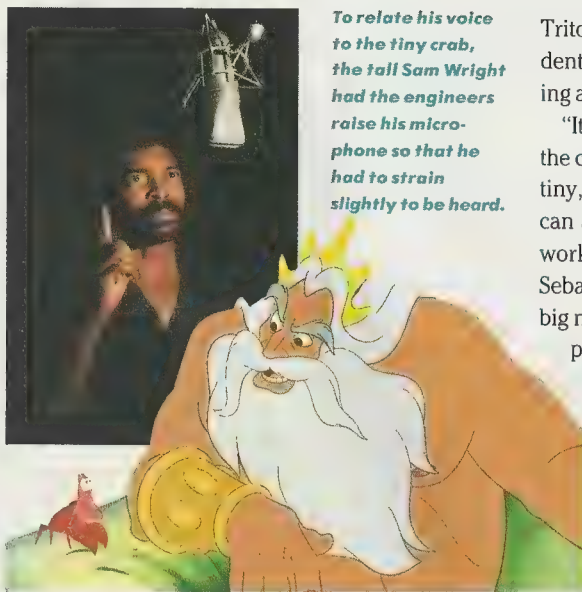 To relate his voice
to the tiny crab,
the tall Sam Wright
had the engineers
raise his micro-
phone so that he
had to strain
slightly to be heard.
Trito
dent
ing a
"It
the c
tiny,
can
work
Seba
big n
p